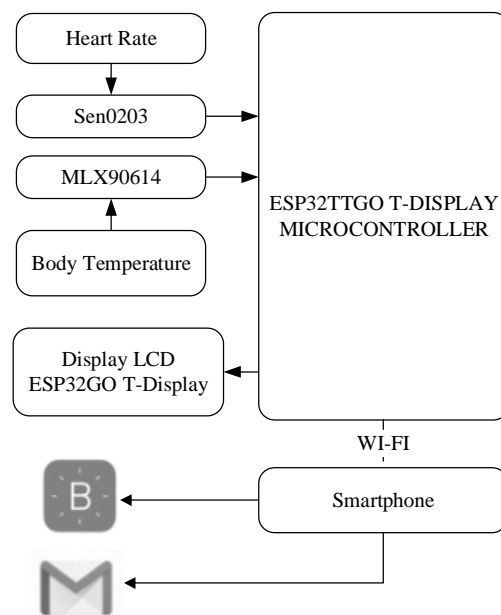 Heart Rate
Sen0203
MLX90614
Body Temperature
ESP32TTGO T-DISPLAY
MICROCONTROLLER
Display LCD
ESP32GO T-Display
WI-FI
Smartphone
B